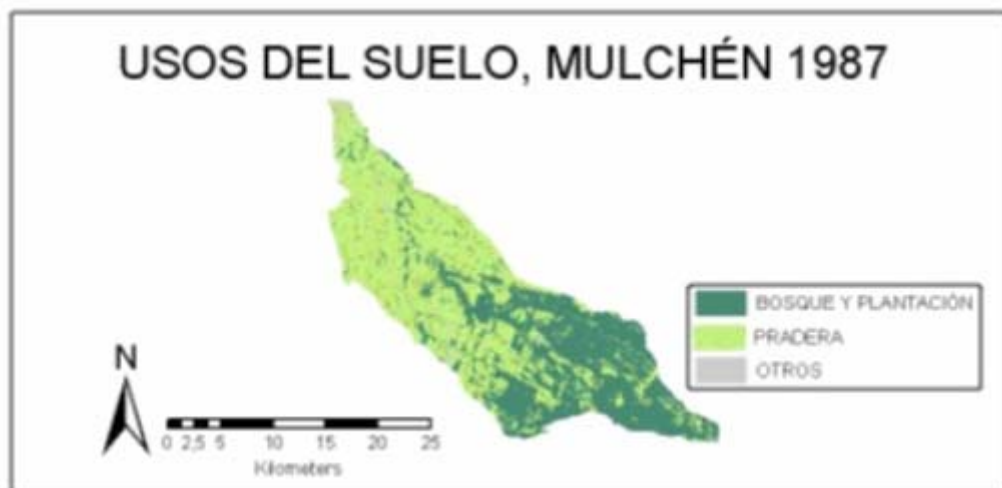 USOS DEL SUELO, MULCHÉN 1987
BOSQUE Y PLANTACIÓN
PRADERA
OTROS
N
0 2,5 5 10 15 20 25
Kilometers